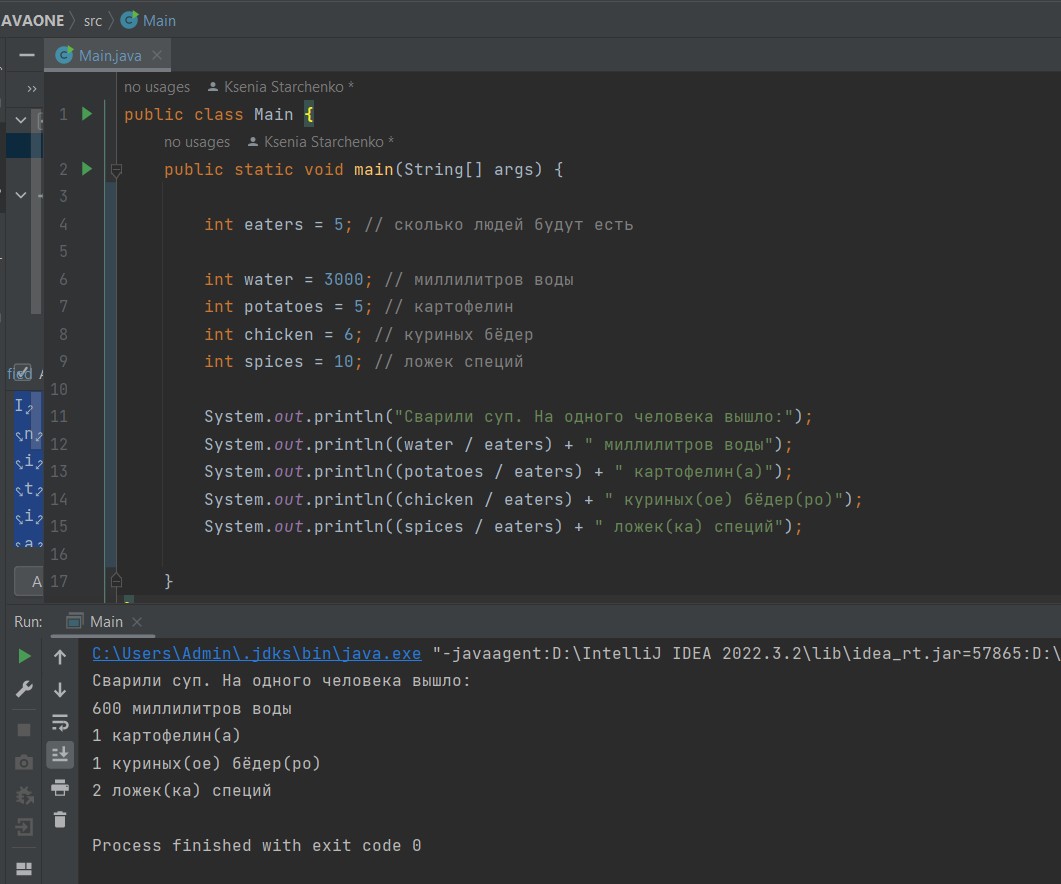 AVAONE src Main
Main.java
no usages Ksenia Starchenko *
1 public class Main {
no usages Ksenia Starchenko *
2 public static void main(String[] args) {
3
4 int eaters = 5; // сколько людей будут есть
5
6 int water = 3000; // миллилитров воды
7 int potatoes = 5; // картофелин
8 int chicken = 6; // куриных бёдер
9 int spices = 10; // ложек специй
10
11 System.out.println("Сварили суп. На одного человека вышло:");
12 System.out.println((water / eaters) + " миллилитров воды");
13 System.out.println((potatoes / eaters) + " картофелин(а)");
14 System.out.println((chicken / eaters) + " куриных(ое) бёдер(ро)");
15 System.out.println((spices / eaters) + " ложек(ка) специй");
16
17 }
Run: Main
C:\Users\Admin\.jdks\bin\java.exe "-javaagent:D:\IntelliJ IDEA 2022.3.2\lib\idea_rt.jar=57865:D:\
Сварили суп. На одного человека вышло:
600 миллилитров воды
1 картофелин(а)
1 куриных(ое) бёдер(ро)
2 ложек(ка) специй
Process finished with exit code 0